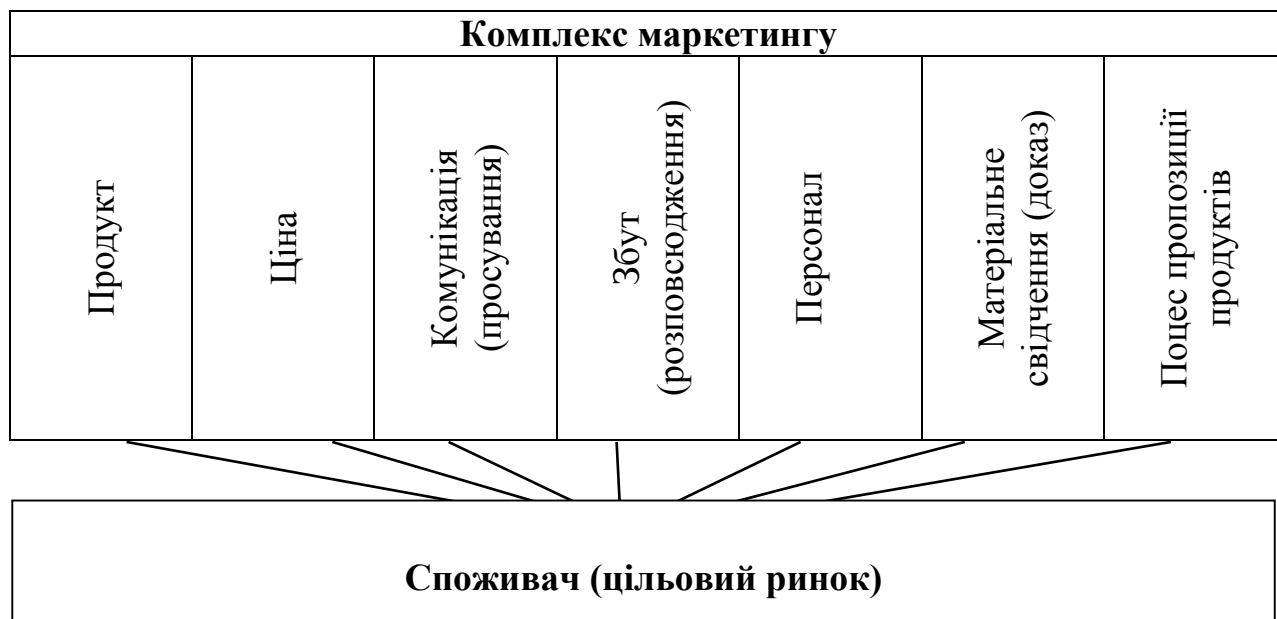 Комплекс маркетингу
Продукт
Ціна
Комунікація
(просування)
Збут
(розповсюдження)
Персонал
Матеріальне
свідчення (доказ)
Поцес пропозиції
продуктів
Споживач (цільовий ринок)